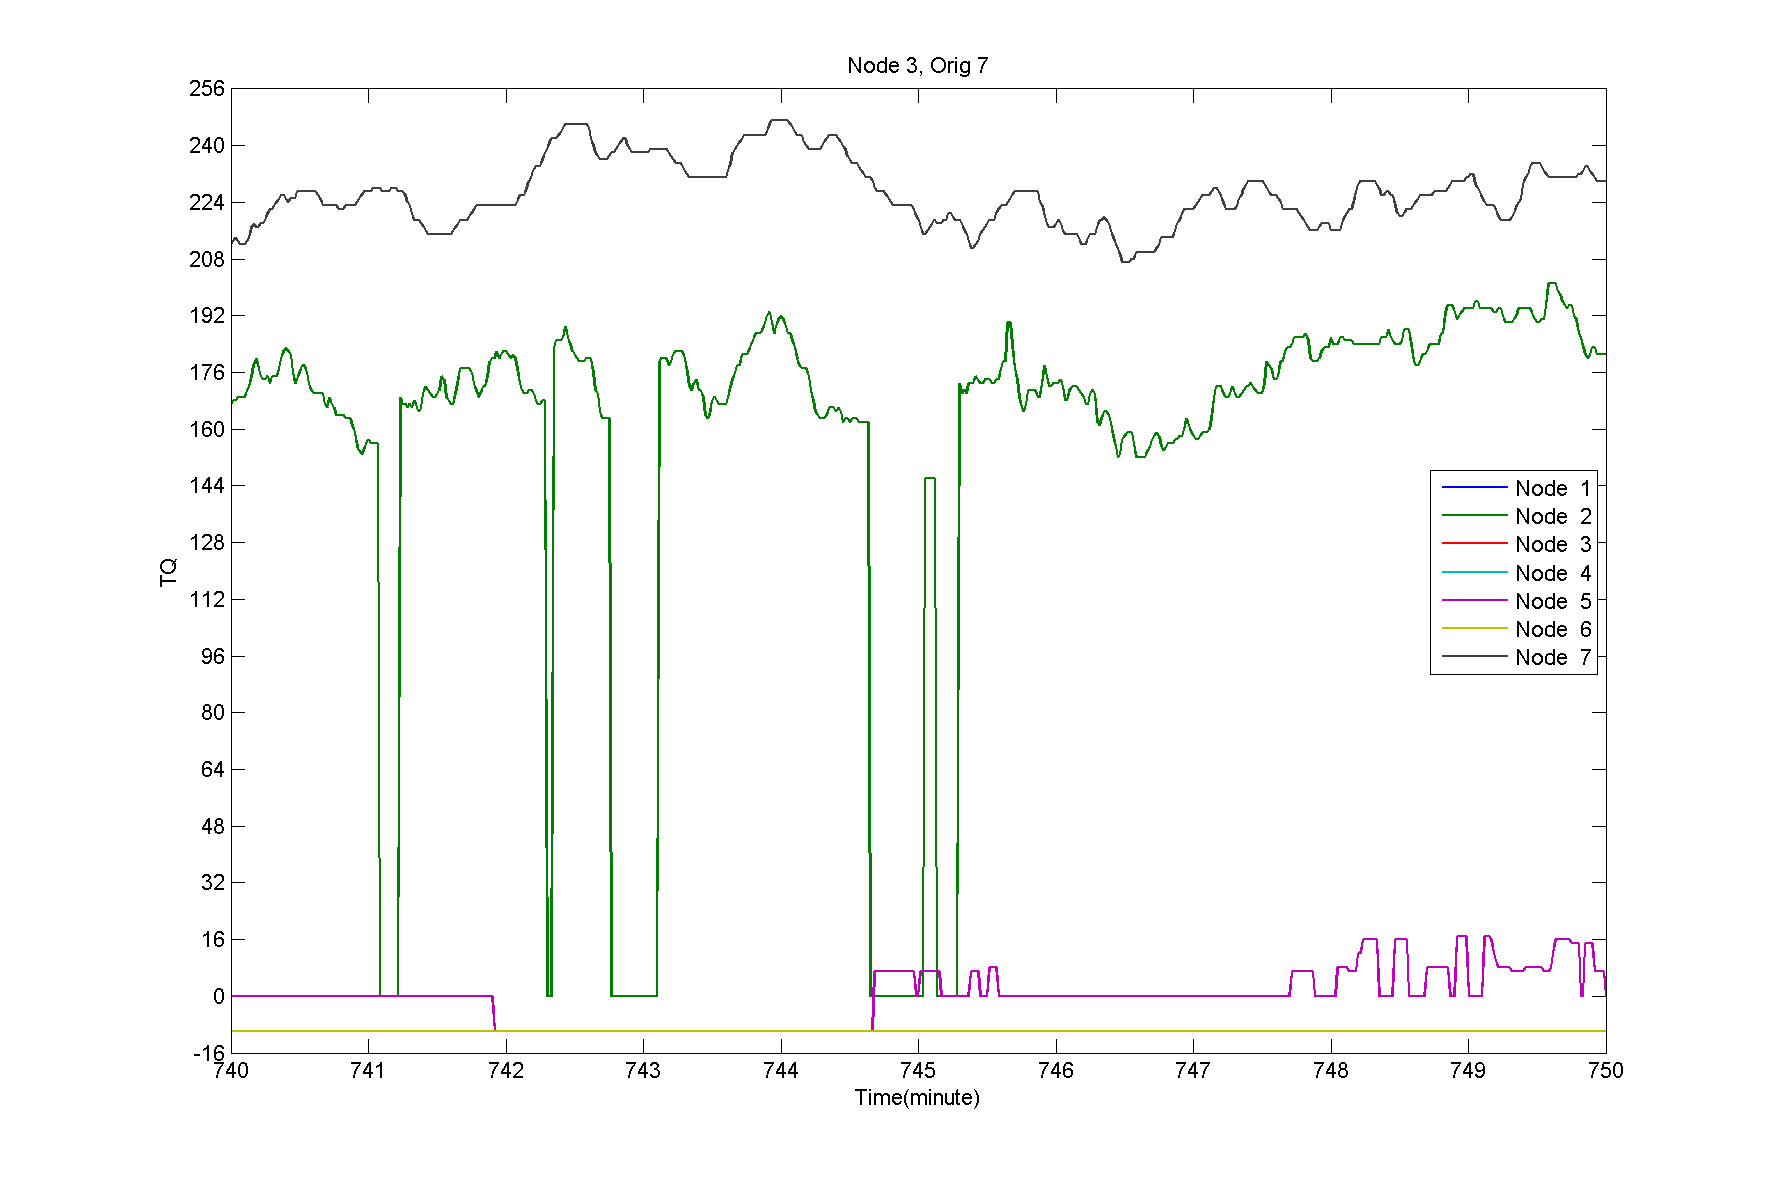 Node 3, Orig 7
256
240
224
208
192
176
160
144
128
112
96
80
64
48
32
16
0
-16
TQ
Node 1
Node 2
Node 3
Node 4
Node 5
Node 6
Node 7
740 741 742 743 744 745 746 747 748 749 750
Time(minute)